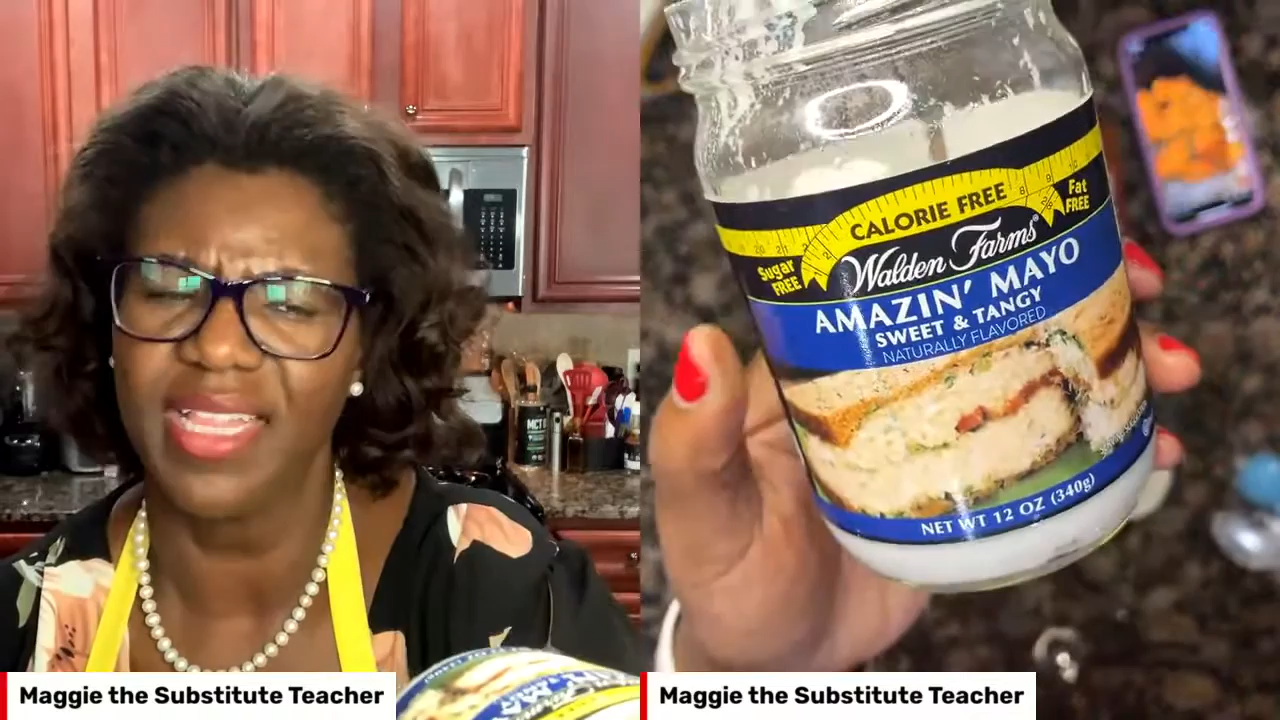 MCT
Maggie the Substitute Teacher
CALORIE FREE
Sugar FREE
Fat FREE
Walden Farms®
AMAZIN' MAYO
SWEET & TANGY
NATURALLY FLAVORED
NET WT 12 OZ (340g)
Maggie the Substitute Teacher